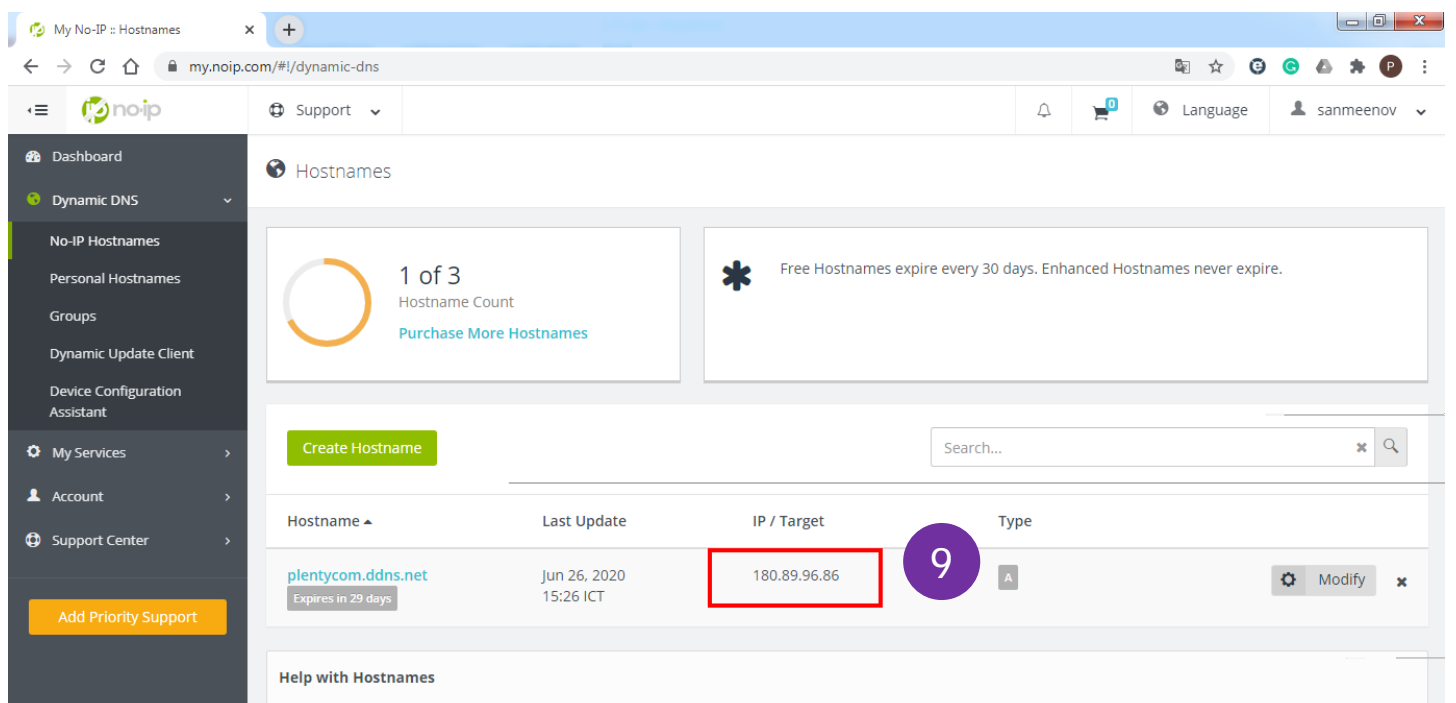 My No-IP :: Hostnames
my.noip.com/#!/dynamic-dns
P
no·ip
Support
0
Language
sanmeenov
Dashboard
Dynamic DNS
No-IP Hostnames
Personal Hostnames
Groups
Dynamic Update Client
Device Configuration
Assistant
My Services
Account
Support Center
Add Priority Support
Hostnames
1 of 3
Hostname Count
Purchase More Hostnames
Free Hostnames expire every 30 days. Enhanced Hostnames never expire.
Create Hostname
Search...
Hostname Last Update IP / Target Type
plentycom.ddns.net Jun 26, 2020 180.89.96.86 9 A Modify
Expires in 29 days 15:26 ICT
Help with Hostnames